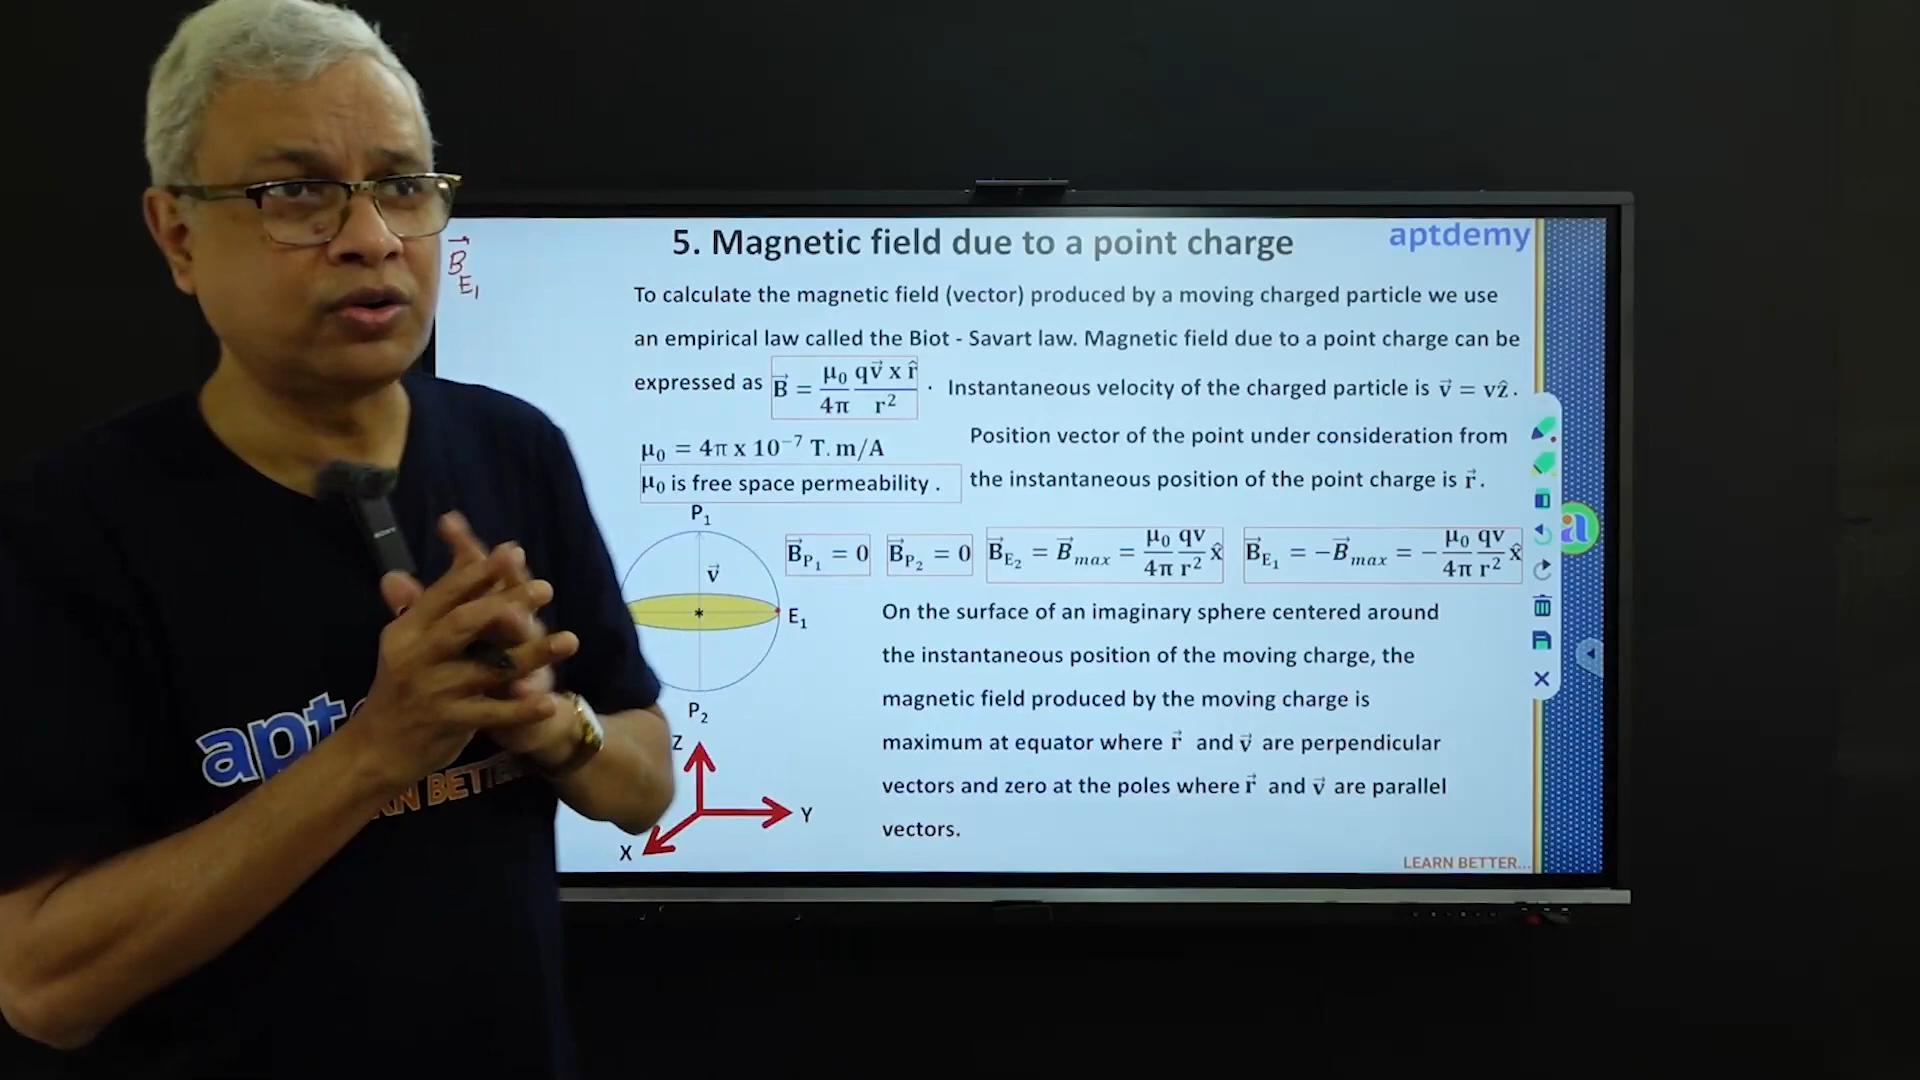 5. Magnetic field due to a point charge
aptdemy
B⃗
E₁
To calculate the magnetic field (vector) produced by a moving charged particle we use
an empirical law called the Biot - Savart law. Magnetic field due to a point charge can be
expressed as B⃗ = μ₀/4π qv⃗ x r̂/r² . Instantaneous velocity of the charged particle is v⃗ = vẑ.
μ₀ = 4π x 10⁻⁷ T.m/A
μ₀ is free space permeability .
Position vector of the point under consideration from
the instantaneous position of the point charge is r⃗ .
P₁
B⃗P₁ = 0
B⃗P₂ = 0
B⃗E₂ = B⃗max = μ₀/4π qv/r² x̂
B⃗E₁ = −B⃗max = − μ₀/4π qv/r² x̂
v⃗
E₁
P₂
On the surface of an imaginary sphere centered around
the instantaneous position of the moving charge, the
magnetic field produced by the moving charge is
maximum at equator where r⃗ and v⃗ are perpendicular
vectors and zero at the poles where r⃗ and v⃗ are parallel
vectors.
Z
Y
X
LEARN BETTER...
apt
SONY